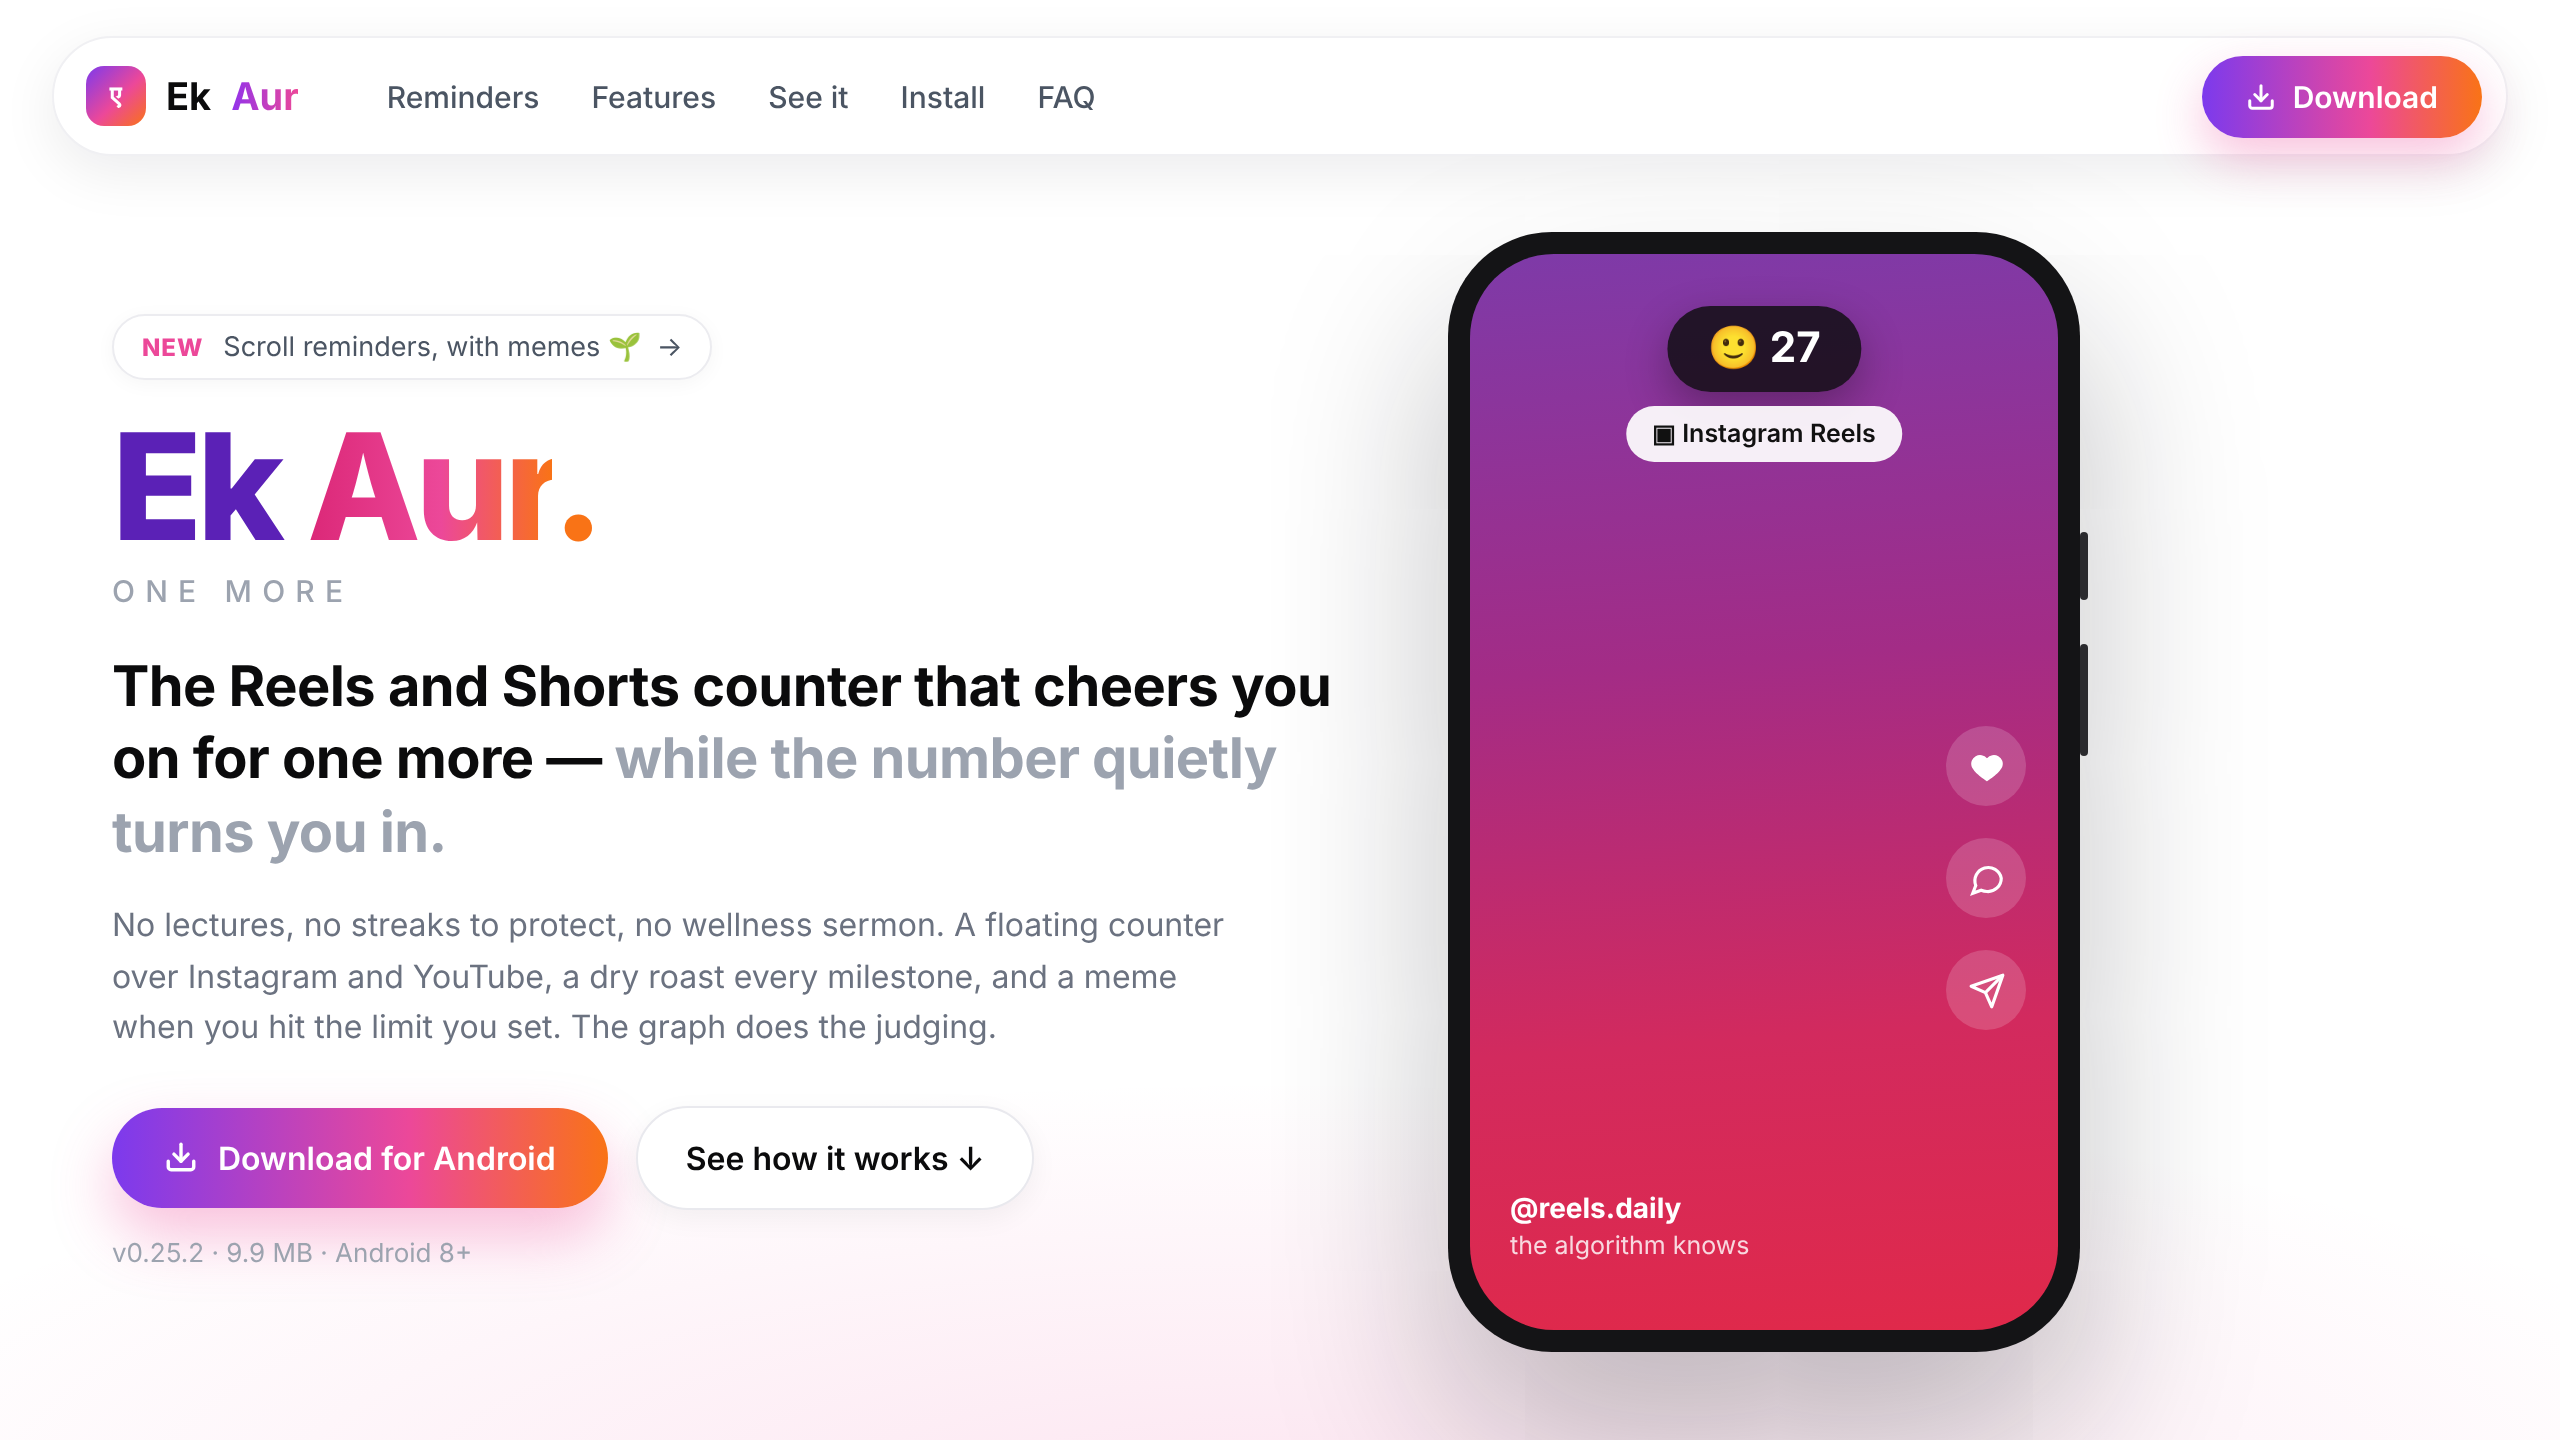 ए Ek Aur
Reminders Features See it Install FAQ
Download
NEW Scroll reminders, with memes 🌱 →
Ek Aur.
ONE MORE
The Reels and Shorts counter that cheers you
on for one more — while the number quietly
turns you in.
No lectures, no streaks to protect, no wellness sermon. A floating counter
over Instagram and YouTube, a dry roast every milestone, and a meme
when you hit the limit you set. The graph does the judging.
Download for Android
See how it works ↓
v0.25.2 · 9.9 MB · Android 8+
🙂 27
▣ Instagram Reels
@reels.daily
the algorithm knows